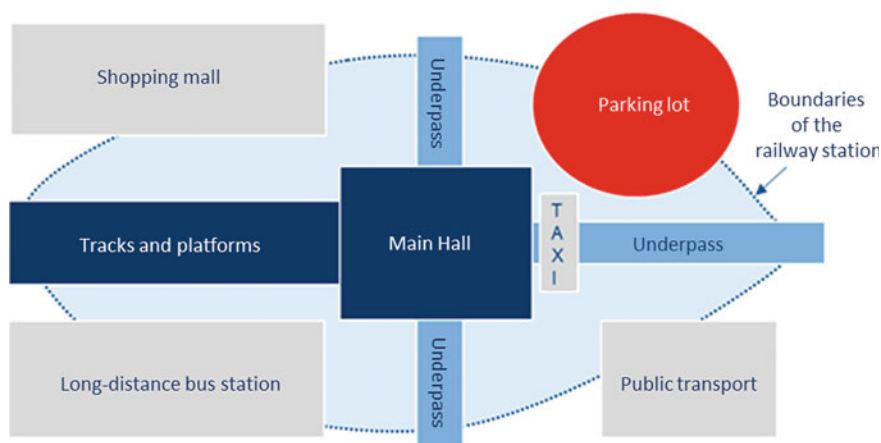 Shopping mall
Underpass
Parking lot
Boundaries
of the
railway station
Tracks and platforms
Main Hall
TAXI
Underpass
Long-distance bus station
Underpass
Public transport